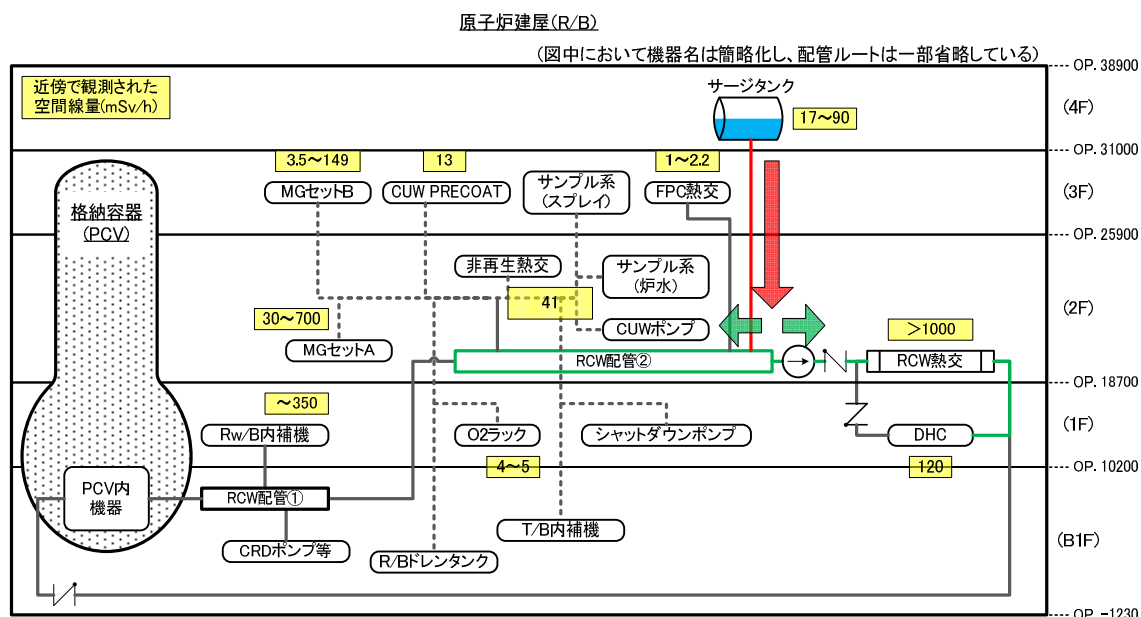 原子炉建屋(R/B)
(図中において機器名は簡略化し、配管ルートは一部省略している)
近傍で観測された
空間線量(mSv/h)
サージタンク
17～90
OP. 38900
(4F)
OP. 31000
3.5～149
13
1～2.2
MGセットB
CUW PRECOAT
サンプル系
(スプレイ)
FPC熱交
(3F)
格納容器
(PCV)
OP. 25900
非再生熱交
サンプル系
(炉水)
41
30～700
CUWポンプ
>1000
(2F)
MGセットA
RCW配管②
RCW熱交
OP. 18700
～350
Rw/B内補機
O2ラック
シャットダウンポンプ
DHC
(1F)
4～5
120
OP. 10200
PCV内
機器
RCW配管①
T/B内補機
CRDポンプ等
R/Bドレンタンク
(B1F)
OP. -1230